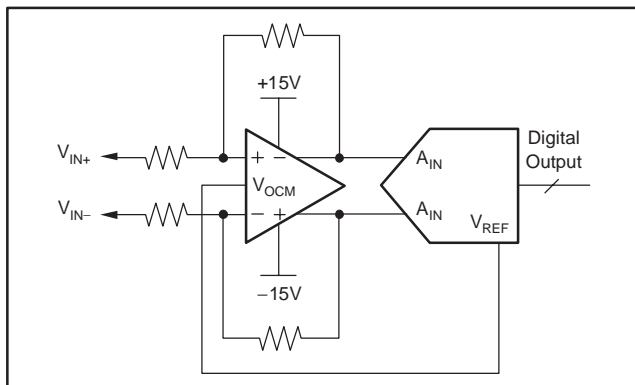 +15V
V_IN+
+ −
A_IN
Digital
Output
V_OCM
V_IN−
− +
A_IN
V_REF
−15V